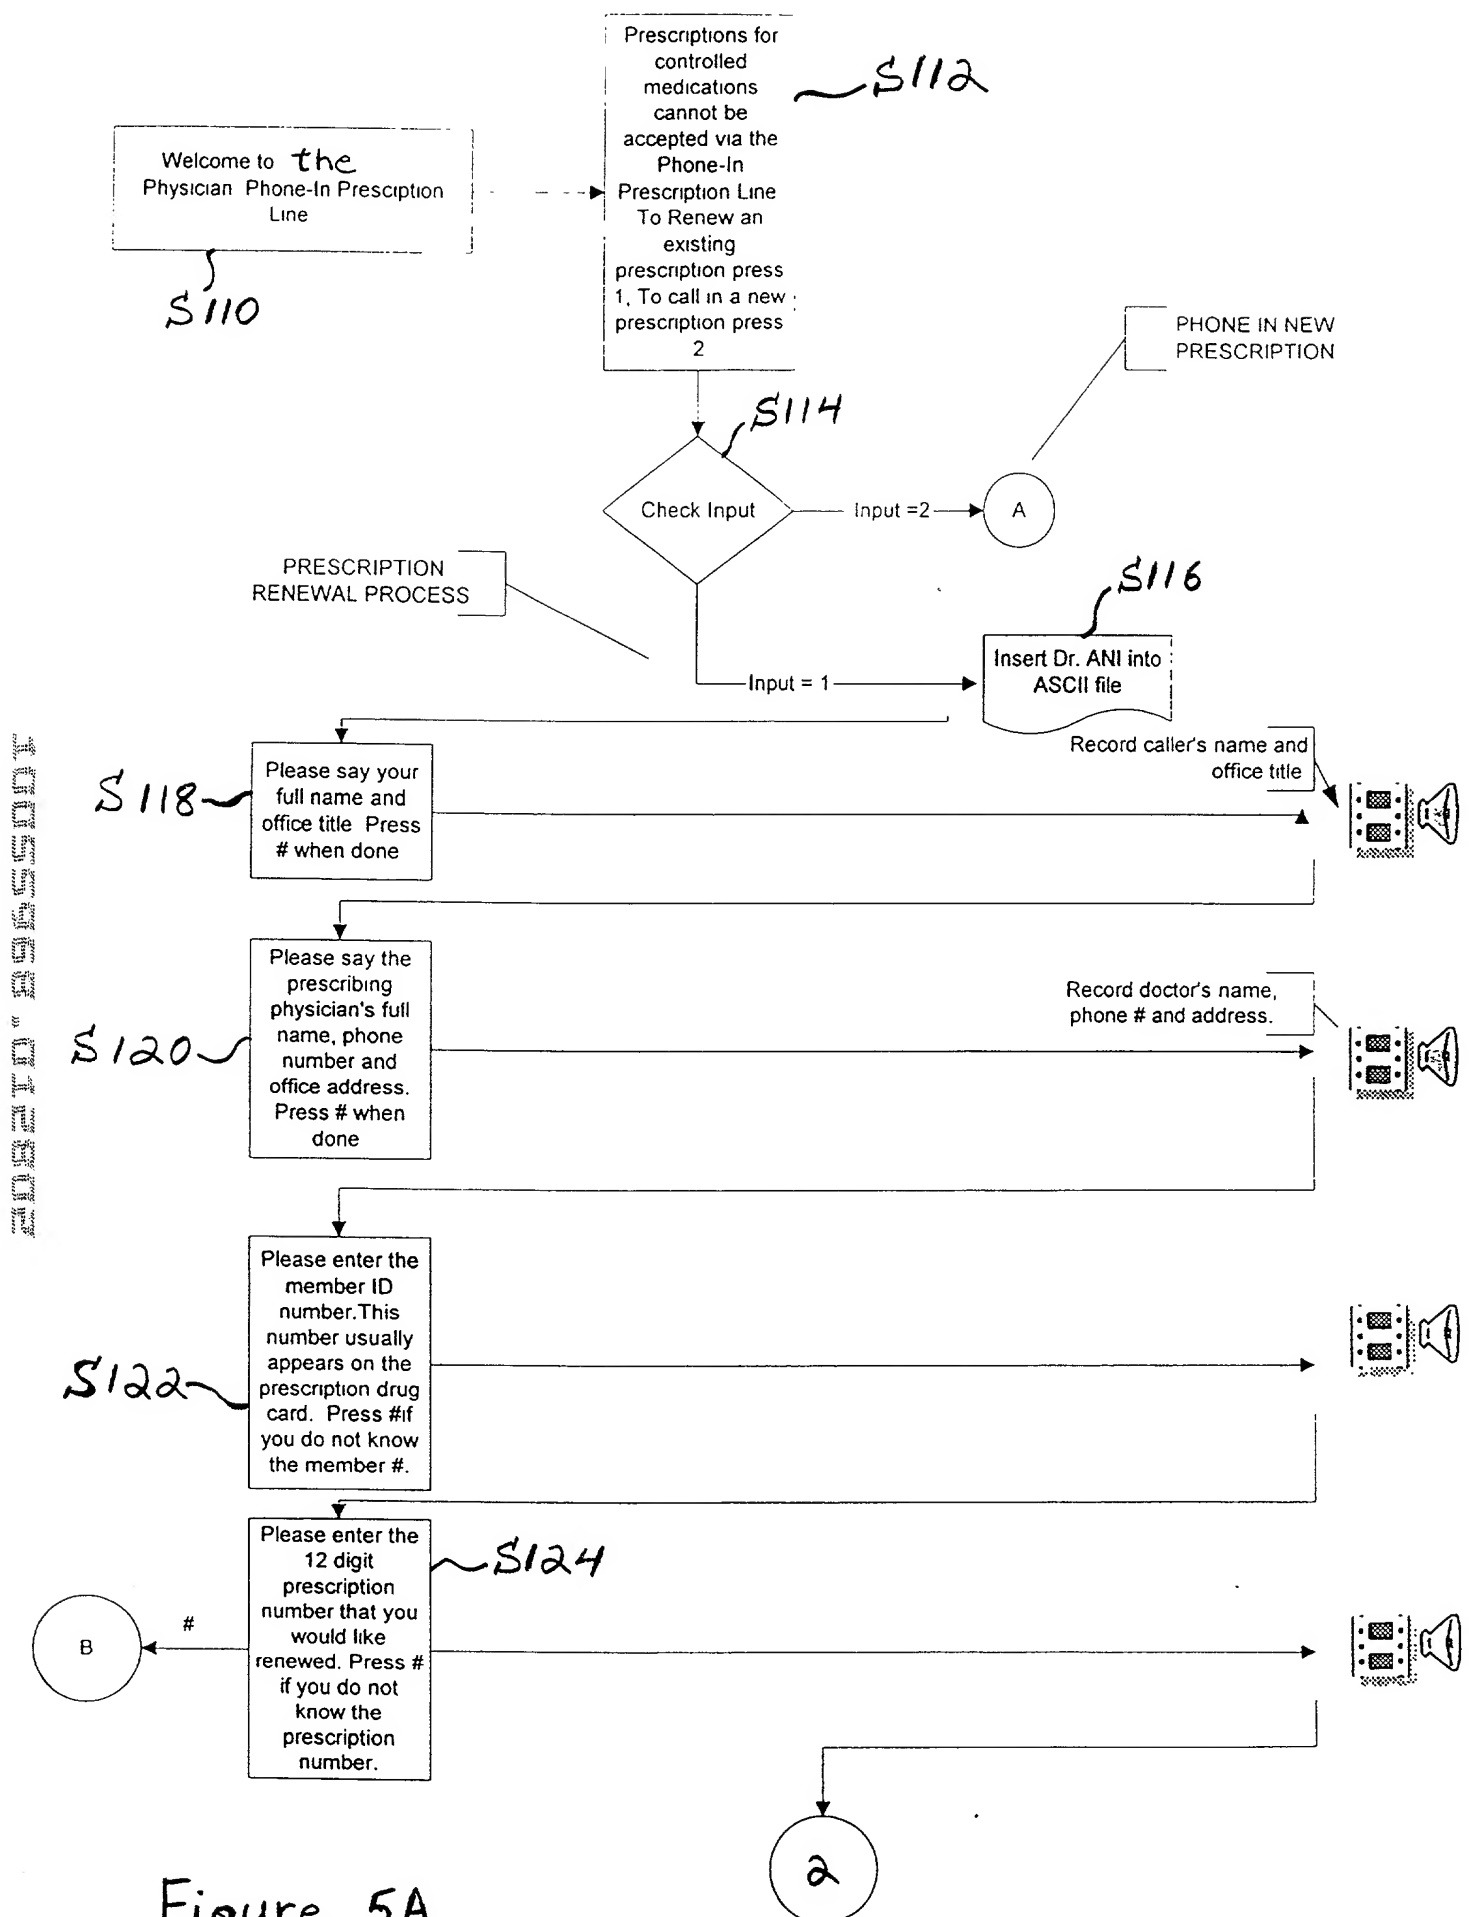 Prescriptions for
controlled
medications
cannot be
accepted via the
Phone-In
Prescription Line
To Renew an
existing
prescription press
1, To call in a new
prescription press
2
S112
Welcome to the
Physician Phone-In Presciption
Line
S110
PHONE IN NEW
PRESCRIPTION
S114
Check Input
Input =2
A
PRESCRIPTION
RENEWAL PROCESS
S116
Insert Dr. ANI into
ASCII file
Input = 1
Record caller's name and
office title
S118
Please say your
full name and
office title Press
# when done
S120
Please say the
prescribing
physician's full
name, phone
number and
office address.
Press # when
done
Record doctor's name,
phone # and address.
S122
Please enter the
member ID
number.This
number usually
appears on the
prescription drug
card. Press #if
you do not know
the member #.
S124
Please enter the
12 digit
prescription
number that you
would like
renewed. Press #
if you do not
know the
prescription
number.
#
B
2
Figure 5A
10055968.012802